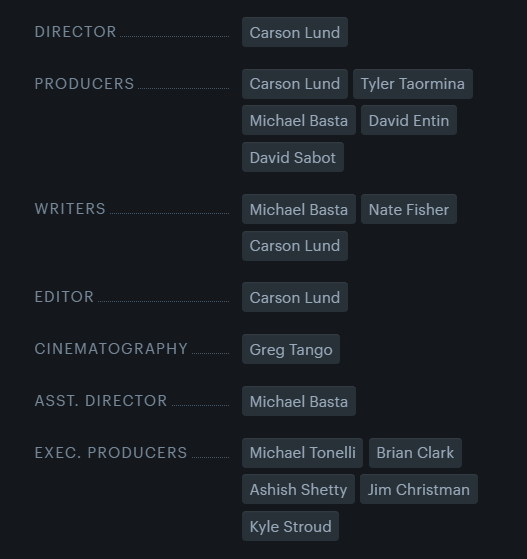 DIRECTOR Carson Lund
PRODUCERS Carson Lund Tyler Taormina
Michael Basta David Entin
David Sabot
WRITERS Michael Basta Nate Fisher
Carson Lund
EDITOR Carson Lund
CINEMATOGRAPHY Greg Tango
ASST. DIRECTOR Michael Basta
EXEC. PRODUCERS Michael Tonelli Brian Clark
Ashish Shetty Jim Christman
Kyle Stroud